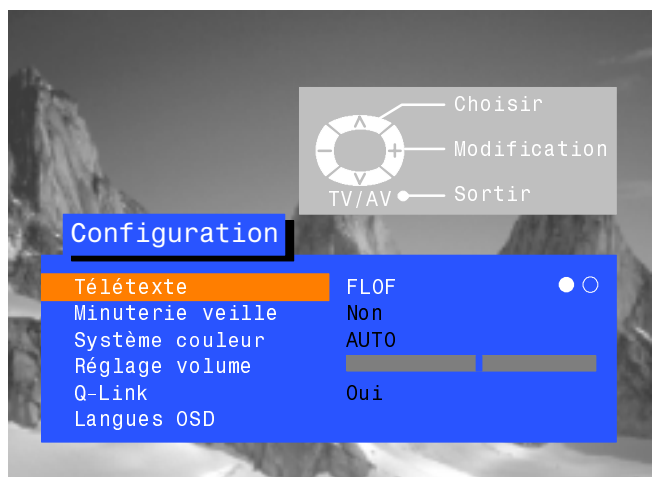 Choisir
Modification
TV/AV Sortir
Configuration
Télétexte FLOF
Minuterie veille Non
Système couleur AUTO
Réglage volume
Q-Link Oui
Langues OSD